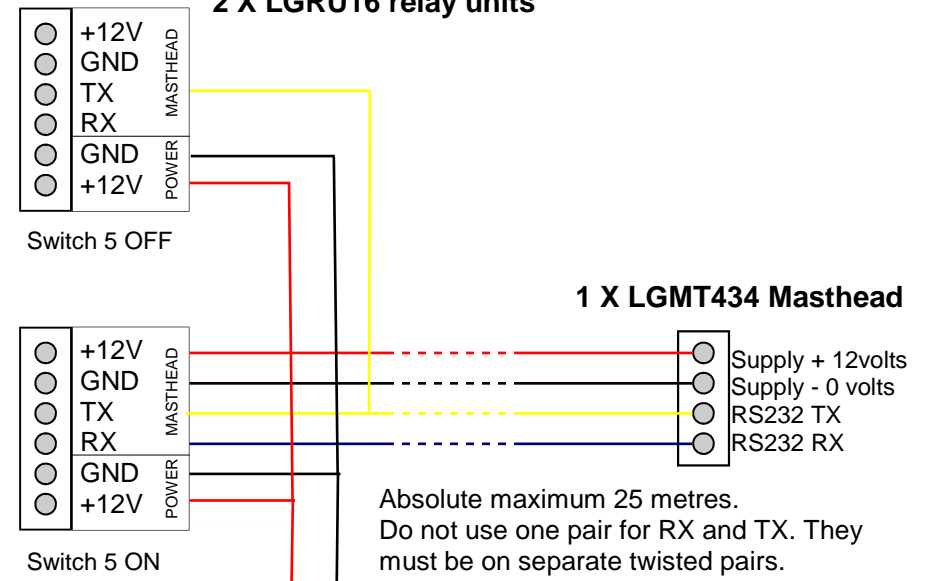 2 X LGRU16 relay units
+12V
GND
TX
RX
MASTHEAD
GND
+12V
POWER
Switch 5 OFF
1 X LGMT434 Masthead
+12V
GND
TX
RX
MASTHEAD
GND
+12V
POWER
Supply + 12volts
Supply - 0 volts
RS232 TX
RS232 RX
Switch 5 ON
Absolute maximum 25 metres.
Do not use one pair for RX and TX. They
must be on separate twisted pairs.